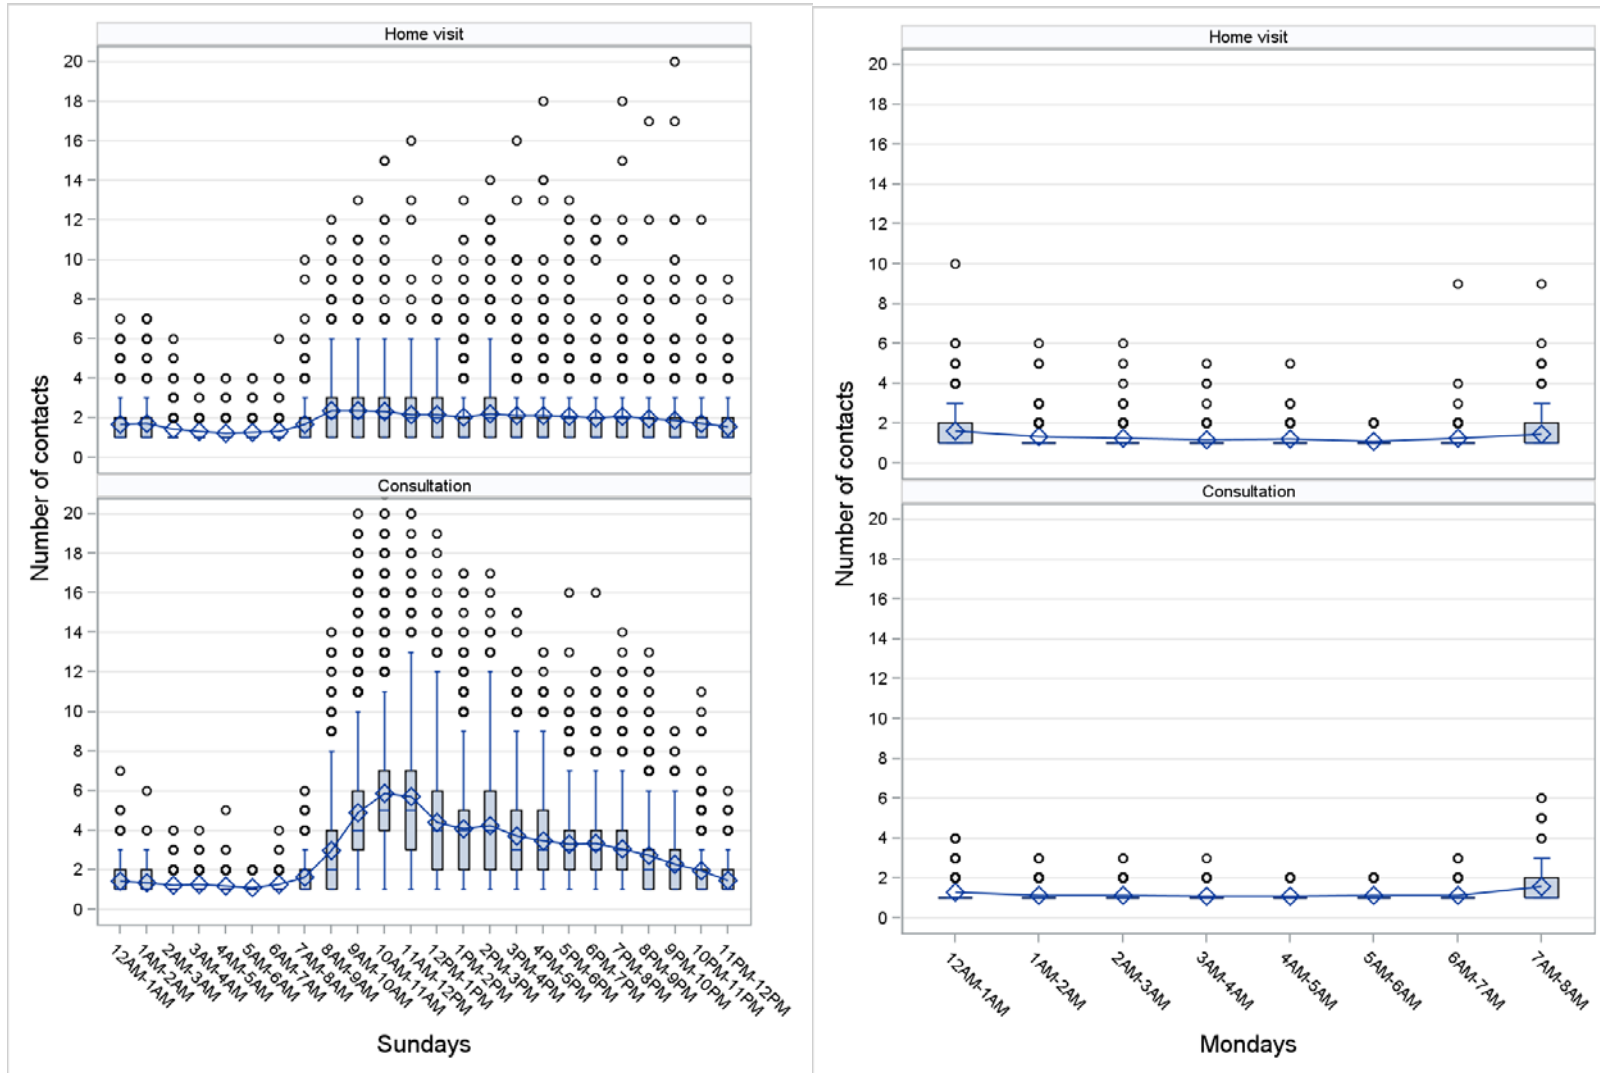 Home visit
20
18
16
14
12
10
8
6
4
2
0
Number of contacts
Consultation
20
18
16
14
12
10
8
6
4
2
0
12AM-1AM
1AM-2AM
2AM-3AM
3AM-4AM
4AM-5AM
5AM-6AM
6AM-7AM
7AM-8AM
8AM-9AM
9AM-10AM
10AM-11AM
11AM-12PM
12PM-1PM
1PM-2PM
2PM-3PM
3PM-4PM
4PM-5PM
5PM-6PM
6PM-7PM
7PM-8PM
8PM-9PM
9PM-10PM
10PM-11PM
11PM-12PM
Sundays
Home visit
20
18
16
14
12
10
8
6
4
2
0
Number of contacts
Consultation
20
18
16
14
12
10
8
6
4
2
0
12AM-1AM
1AM-2AM
2AM-3AM
3AM-4AM
4AM-5AM
5AM-6AM
6AM-7AM
7AM-8AM
Mondays